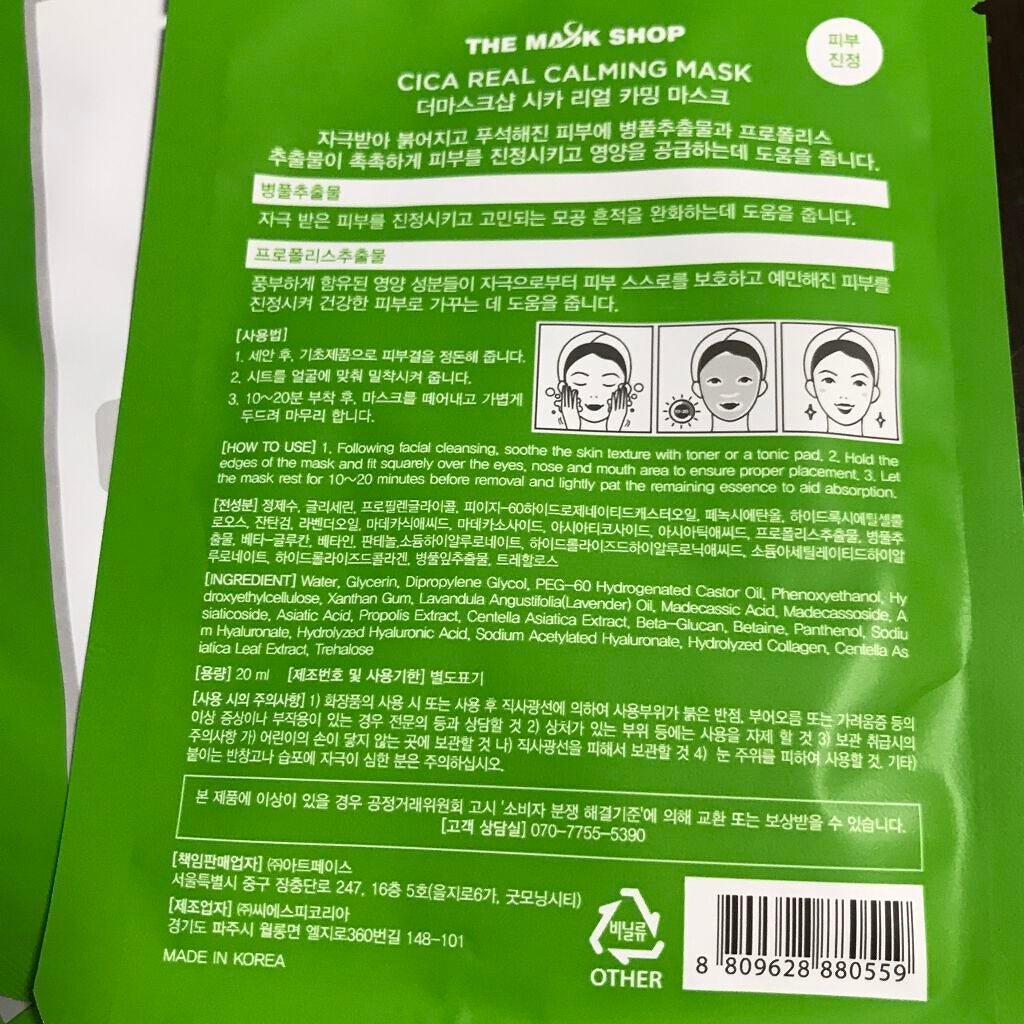 THE MASK SHOP
피부
진정
CICA REAL CALMING MASK
더마스크샵 시카 리얼 카밍 마스크
자극받아 붉어지고 푸석해진 피부에 병풀추출물과 프로폴리스
추출물이 촉촉하게 피부를 진정시키고 영양을 공급하는데 도움을 줍니다.
병풀추출물
자극 받은 피부를 진정시키고 고민되는 모공 흔적을 완화하는데 도움을 줍니다.
프로폴리스추출물
풍부하게 함유된 영양 성분들이 자극으로부터 피부 스스로를 보호하고 예민해진 피부를
진정시켜 건강한 피부로 가꾸는 데 도움을 줍니다.
[사용법]
1. 세안 후, 기초제품으로 피부결을 정돈해 줍니다.
2. 시트를 얼굴에 맞춰 밀착시켜 줍니다.
3. 10~20분 부착 후, 마스크를 떼어내고 가볍게
두드려 마무리 합니다.
[HOW TO USE] 1. Following facial cleansing, soothe the skin texture with toner or a tonic pad. 2. Hold the
edges of the mask and fit squarely over the eyes, nose and mouth area to ensure proper placement. 3. Let
the mask rest for 10~20 minutes before removal and lightly pat the remaining essence to aid absorption.
[전성분] 정제수, 글리세린, 프로필렌글라이콜, 피이지-60하이드로제네이티드케스터오일, 페녹시에탄올, 하이드록시에틸셀룰
로오스, 잔탄검, 라벤더오일, 마데카식애씨드, 마데카소사이드, 아시아티코사이드, 아시아틱애씨드, 프로폴리스추출물, 병풀추
출물, 베타-글루칸, 베타인, 판테놀,소듐하이알루로네이트, 하이드롤라이즈드하이알루로닉애씨드, 소듐아세틸레이티드하이알
루로네이트, 하이드롤라이즈드콜라겐, 병풀잎추출물, 트레할로스
[INGREDIENT] Water, Glycerin, Dipropylene Glycol, PEG-60 Hydrogenated Castor Oil, Phenoxyethanol, Hy
droxyethylcellulose, Xanthan Gum, Lavandula Angustifolia(Lavender) Oil, Madecassic Acid, Madecassoside, A
sialicoside, Asiatic Acid, Propolis Extract, Centella Asiatica Extract, Beta-Glucan, Betaine, Panthenol, Sodiu
m Hyaluronate, Hydrolyzed Hyaluronic Acid, Sodium Acetylated Hyaluronate, Hydrolyzed Collagen, Centella As
iatica Leaf Extract, Trehalose
[용량] 20 ml [제조번호 및 사용기한] 별도표기
[사용 시의 주의사항] 1) 화장품의 사용 시 또는 사용 후 직사광선에 의하여 사용부위가 붉은 반점, 부어오름 또는 가려움증 등의
이상 증상이나 부작용이 있는 경우 전문의 등과 상담할 것 2) 상처가 있는 부위 등에는 사용을 자제 할 것 3) 보관 취급시의
주의사항 가) 어린이의 손이 닿지 않는 곳에 보관할 것 나) 직사광선을 피해서 보관할 것 4) 눈 주위를 피하여 사용할 것. 기타)
붙이는 반창고나 습포에 자극이 심한 분은 주의하십시오.
본 제품에 이상이 있을 경우 공정거래위원회 고시 '소비자 분쟁 해결기준'에 의해 교환 또는 보상받을 수 있습니다.
[고객 상담실] 070-7755-5390
[책임판매업자] ㈜아트페이스
서울특별시 중구 장충단로 247, 16층 5호(을지로6가, 굿모닝시티)
[제조업자] ㈜씨에스피코리아
경기도 파주시 월롱면 엘지로360번길 148-101
MADE IN KOREA
비닐류
OTHER
8 809628 880559